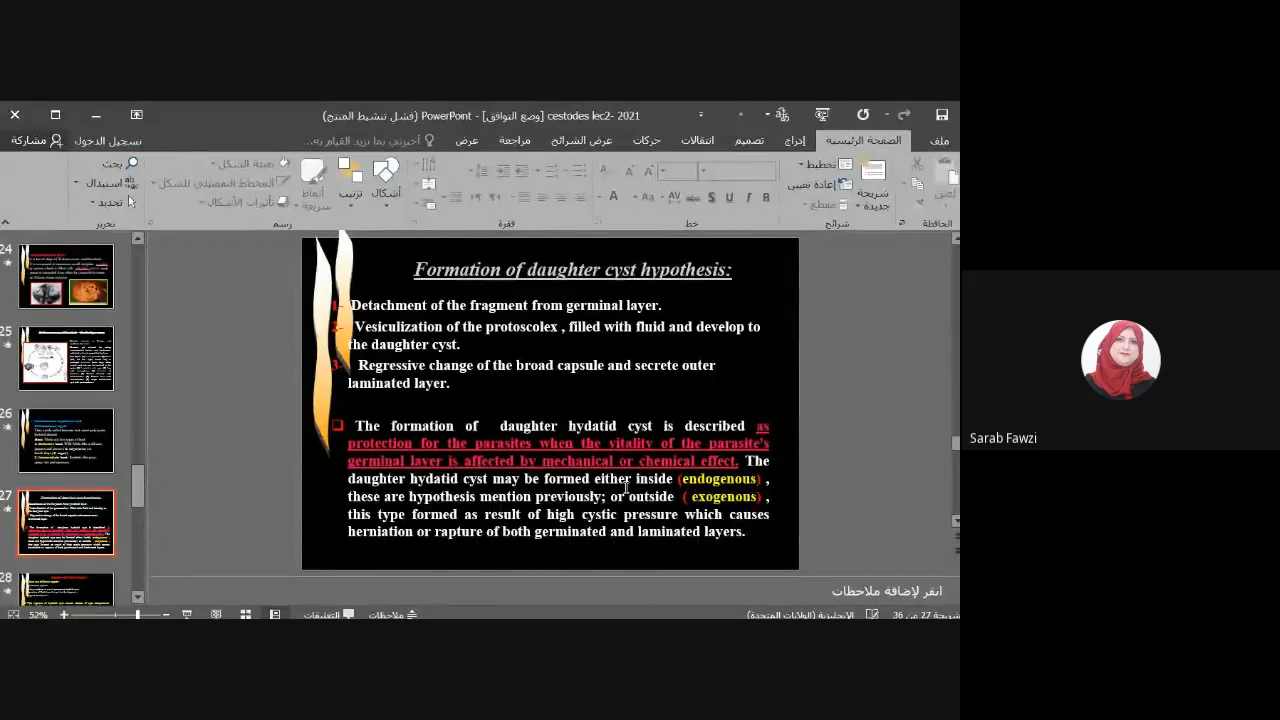 cestodes lec2- 2021 [وضع التوافق] - PowerPoint (فشل تنشيط المنتج)
ملف
الصفحة الرئيسية
إدراج
تصميم
انتقالات
حركات
عرض الشرائح
مراجعة
عرض
أخبرني بما تريد القيام به...
تسجيل الدخول
مشاركة
لصق
الحافظة
شريحة جديدة
تخطيط
إعادة تعيين
مقطع
شرائح
خط
فقرة
أشكال
ترتيب
أنماط سريعة
تعبئة الشكل
المخطط التفصيلي للشكل
تأثيرات الشكل
رسم
بحث
استبدال
تحديد
تحرير
24
25
26
27
28
Formation of daughter cyst hypothesis:
1- Detachment of the fragment from germinal layer.
2- Vesiculization of the protoscolex , filled with fluid and develop to
the daughter cyst.
3- Regressive change of the broad capsule and secrete outer
laminated layer.
The formation of daughter hydatid cyst is described as
protection for the parasites when the vitality of the parasite's
germinal layer is affected by mechanical or chemical effect. The
daughter hydatid cyst may be formed either inside (endogenous) ,
these are hypothesis mention previously; or outside ( exogenous) ,
this type formed as result of high cystic pressure which causes
herniation or rapture of both germinated and laminated layers.
انقر لإضافة ملاحظات
شريحة 27 من 36
الإنجليزية (الولايات المتحدة)
ملاحظات
التعليقات
52%
Sarab Fawzi